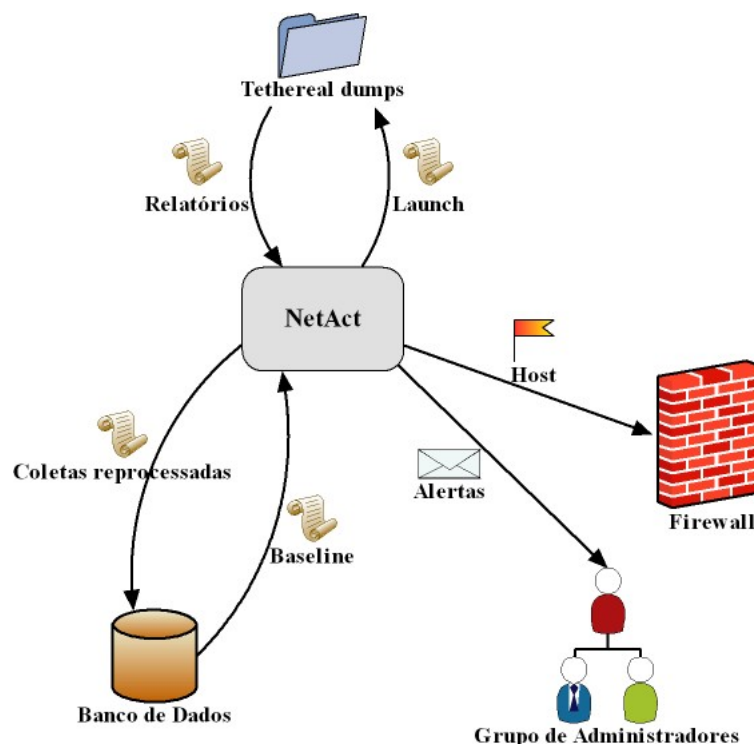 Tethereal dumps
Relatórios
Launch
NetAct
Host
Coletas reprocessadas
Alertas
Firewall
Baseline
Banco de Dados
Grupo de Administradores